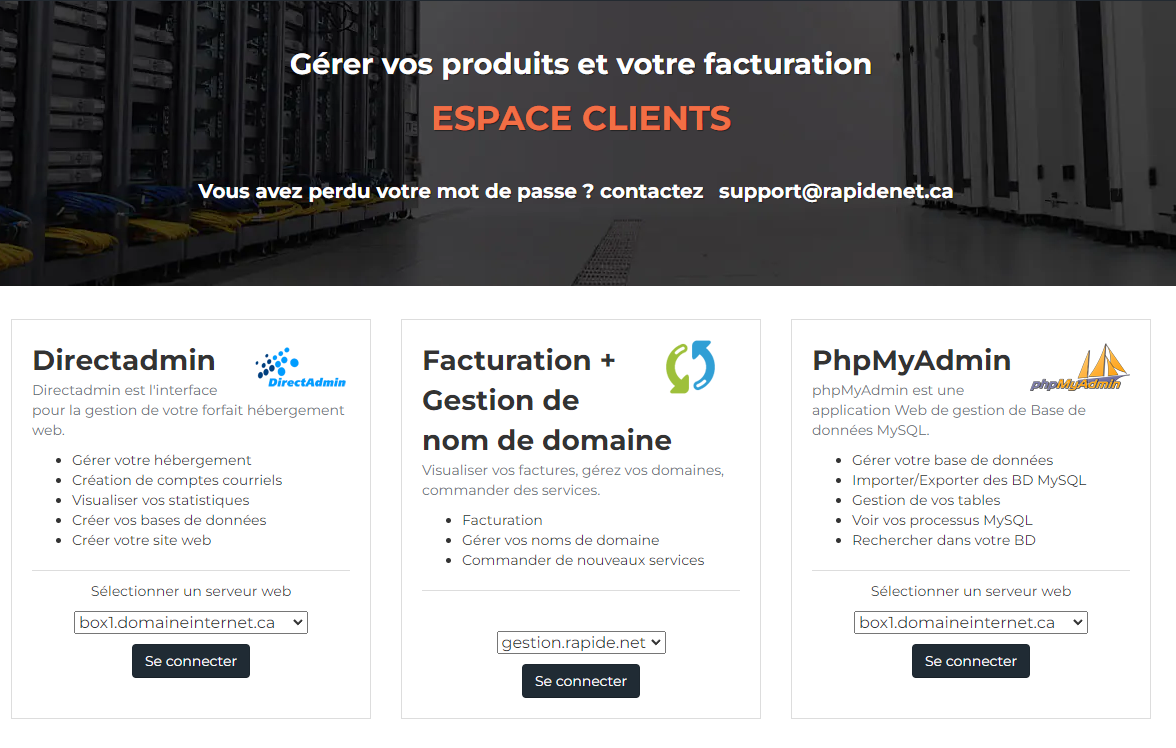 Gérer vos produits et votre facturation
ESPACE CLIENTS
Vous avez perdu votre mot de passe ? contactez support@rapidenet.ca
Directadmin
DirectAdmin
Directadmin est l'interface
pour la gestion de votre forfait hébergement
web.
Gérer votre hébergement
Création de comptes courriels
Visualiser vos statistiques
Créer vos bases de données
Créer votre site web
Sélectionner un serveur web
box1.domaineinternet.ca
Se connecter
Facturation +
Gestion de
nom de domaine
Visualiser vos factures, gérez vos domaines,
commander des services.
Facturation
Gérer vos noms de domaine
Commander de nouveaux services
gestion.rapide.net
Se connecter
PhpMyAdmin
phpMyAdmin
phpMyAdmin est une
application Web de gestion de Base de
données MySQL.
Gérer votre base de données
Importer/Exporter des BD MySQL
Gestion de vos tables
Voir vos processus MySQL
Rechercher dans votre BD
Sélectionner un serveur web
box1.domaineinternet.ca
Se connecter